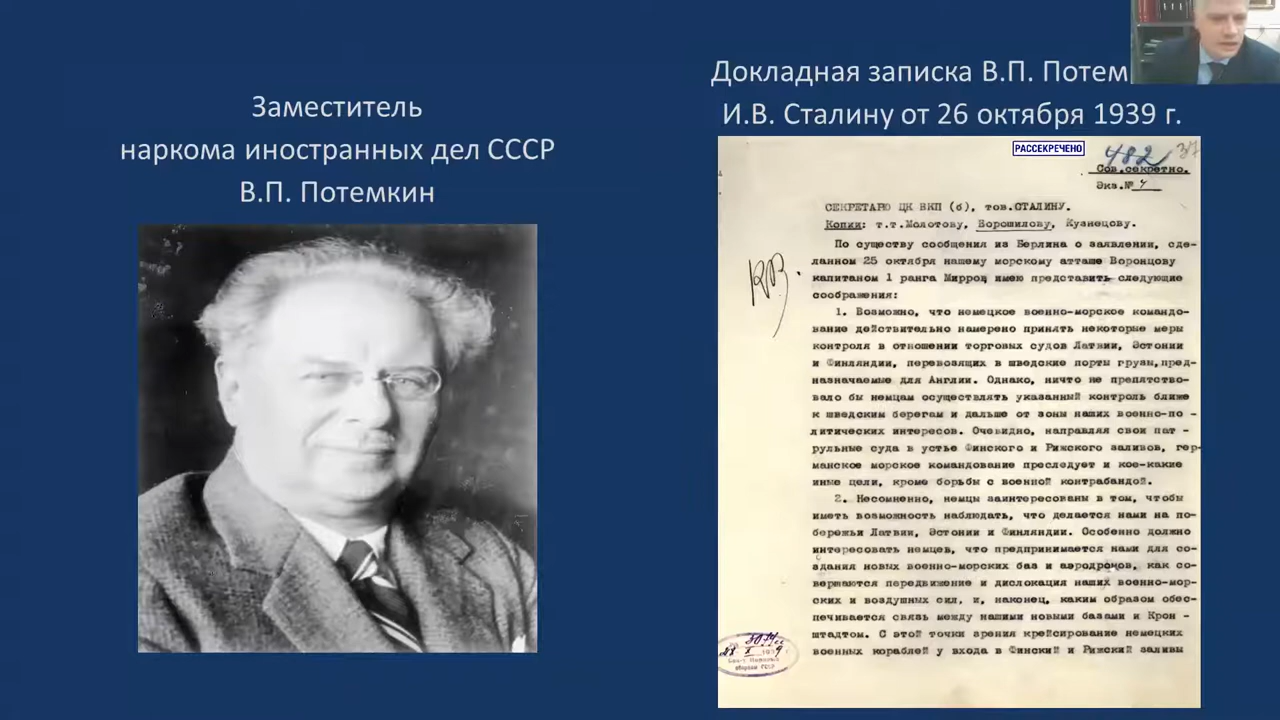 Заместитель
наркома иностранных дел СССР
В.П. Потемкин
Докладная записка В.П. Потем
И.В. Сталину от 26 октября 1939 г.
РАССЕКРЕЧЕНО
482 37
Сов.секретно.
Экз.№
СЕКРЕТАРЮ ЦК ВКП (б), тов.СТАЛИНУ.
Копии: т.т.Молотову, Ворошилову, Кузнецову.
По существу сообщения из Берлина о заявлении, сде-
ланном 25 октября нашему морскому атташе Воронцову
капитаном 1 ранга Мирров, имею представить следующие
соображения:
1. Возможно, что немецкое военно-морское командо-
вание действительно намерено принять некоторые меры
контроля в отношении торговых судов Латвии, Эстонии
и Финляндии, перевозящих в шведские порты грузы,пред-
назначаемые для Англии. Однако, ничто не препятство-
вало бы немцам осуществлять указанный контроль ближе
к шведским берегам и дальше от зоны наших военно-по -
литических интересов. Очевидно, направляя свои пат -
рульные суда в устье Финского и Рижского заливов, гер-
манское морское командование преследует и кое-какие
иные цели, кроме борьбы с военной контрабандой.
2. Несомненно, немцы заинтересованы в том, чтобы
иметь возможность наблюдать, что делается нами на по-
бережьи Латвии, Эстонии и Финляндии. Особенно должно
интересовать немцев, что предпринимается нами для со-
здания новых военно-морских баз и аэродромов, как со-
вершаются передвижение и дислокация наших военно-мор-
ских и воздушных сил, и, наконец, каким образом обес-
печивается связь между нашими новыми базами и Крон -
штадтом. С этой точки зрения крейсирование немецких
военных кораблей у входа в Финский и Рижский заливы